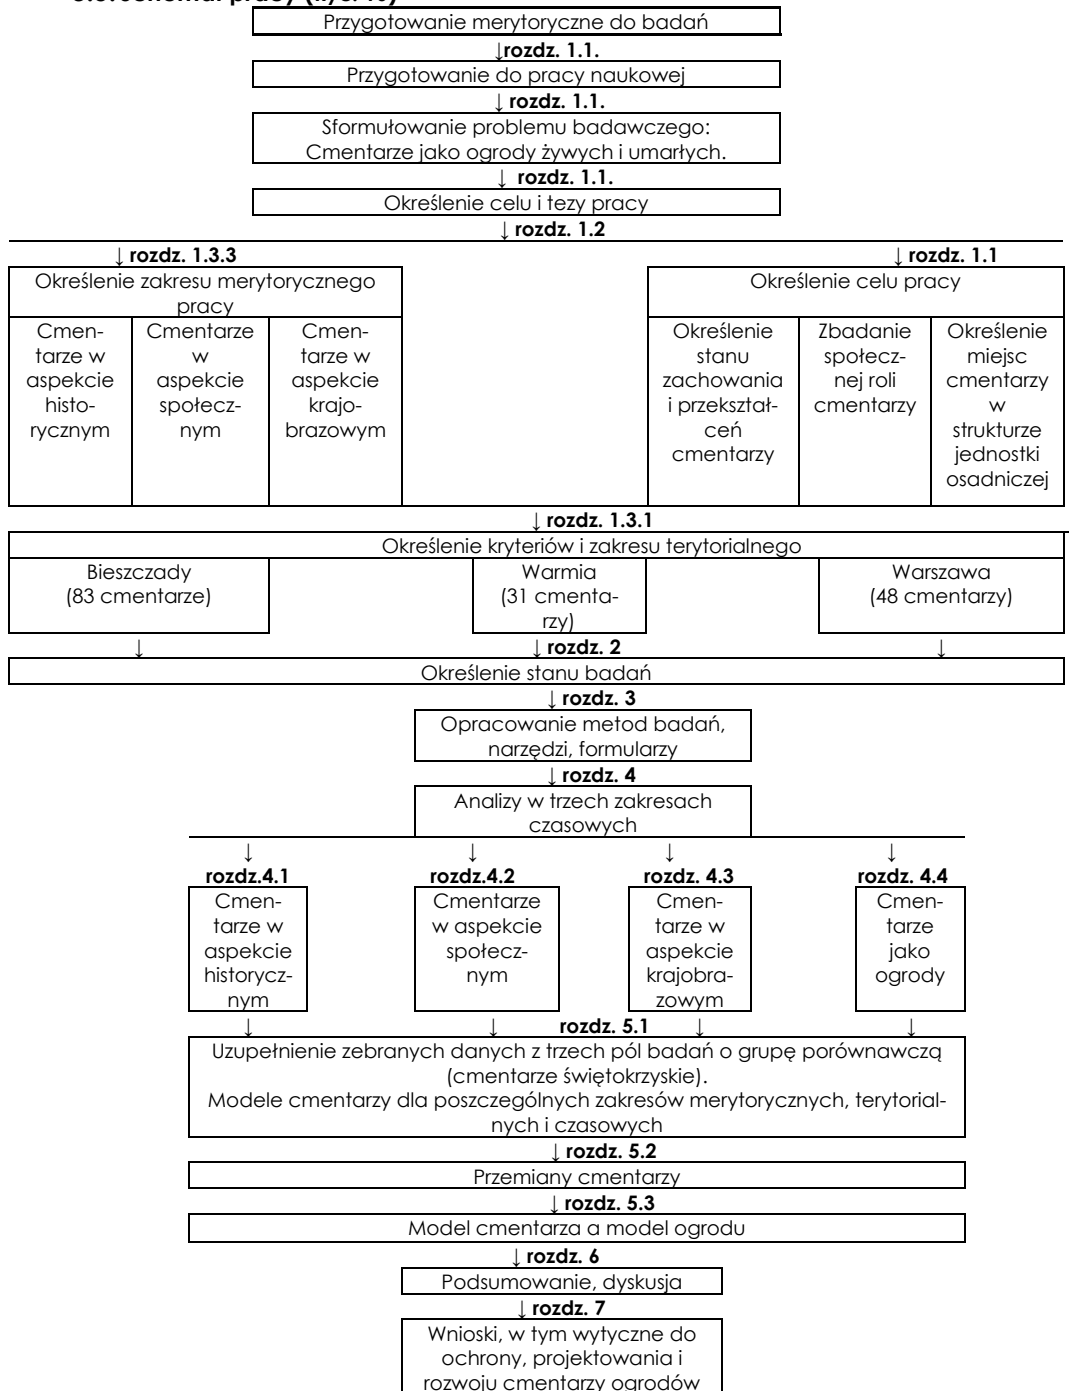 Przygotowanie merytoryczne do badań
↓rozdz. 1.1.
Przygotowanie do pracy naukowej
↓ rozdz. 1.1.
Sformułowanie problemu badawczego:
Cmentarze jako ogrody żywych i umarłych.
↓ rozdz. 1.1.
Określenie celu i tezy pracy
↓ rozdz. 1.2
↓ rozdz. 1.3.3
Określenie zakresu merytorycznego
pracy
Cmen-
tarze w
aspekcie
histo-
rycznym
Cmentarze
w
aspekcie
społecz-
nym
Cmen-
tarze w
aspekcie
krajo-
brazowym
↓ rozdz. 1.1
Określenie celu pracy
Określenie
stanu
zachowania
i przekształ-
ceń
cmentarzy
Zbadanie
społecz-
nej roli
cmentarzy
Określenie
miejsc
cmentarzy
w
strukturze
jednostki
osadniczej
↓ rozdz. 1.3.1
Określenie kryteriów i zakresu terytorialnego
Bieszczady
(83 cmentarze)
Warmia
(31 cmenta-
rzy)
Warszawa
(48 cmentarzy)
↓ ↓ rozdz. 2 ↓
Określenie stanu badań
↓ rozdz. 3
Opracowanie metod badań,
narzędzi, formularzy
↓ rozdz. 4
Analizy w trzech zakresach
czasowych
↓ ↓ ↓ ↓
rozdz.4.1
Cmen-
tarze w
aspekcie
historycz-
nym
rozdz.4.2
Cmentarze
w aspekcie
społecz-
nym
rozdz. 4.3
Cmen-
tarze w
aspekcie
krajobra-
zowym
rozdz. 4.4
Cmen-
tarze
jako
ogrody
↓ ↓ rozdz. 5.1 ↓ ↓
Uzupełnienie zebranych danych z trzech pól badań o grupę porównawczą
(cmentarze świętokrzyskie).
Modele cmentarzy dla poszczególnych zakresów merytorycznych, terytorial-
nych i czasowych
↓ rozdz. 5.2
Przemiany cmentarzy
↓ rozdz. 5.3
Model cmentarza a model ogrodu
↓ rozdz. 6
Podsumowanie, dyskusja
↓ rozdz. 7
Wnioski, w tym wytyczne do
ochrony, projektowania i
rozwoju cmentarzy ogrodów